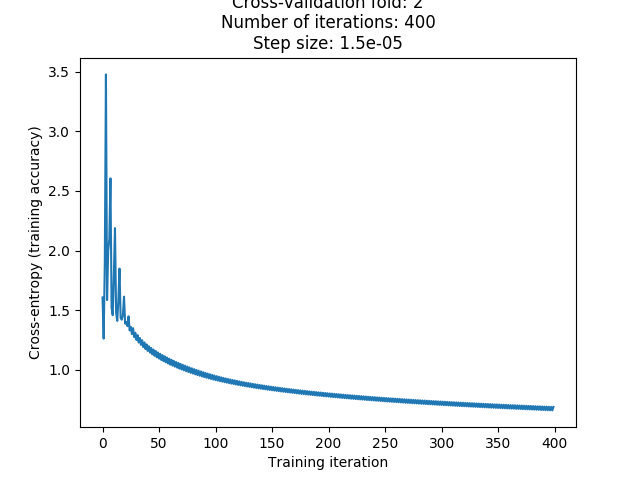 Cross-validation fold: 2
Number of iterations: 400
Step size: 1.5e-05
3.5
3.0
2.5
2.0
1.5
1.0
Cross-entropy (training accuracy)
0 50 100 150 200 250 300 350 400
Training iteration